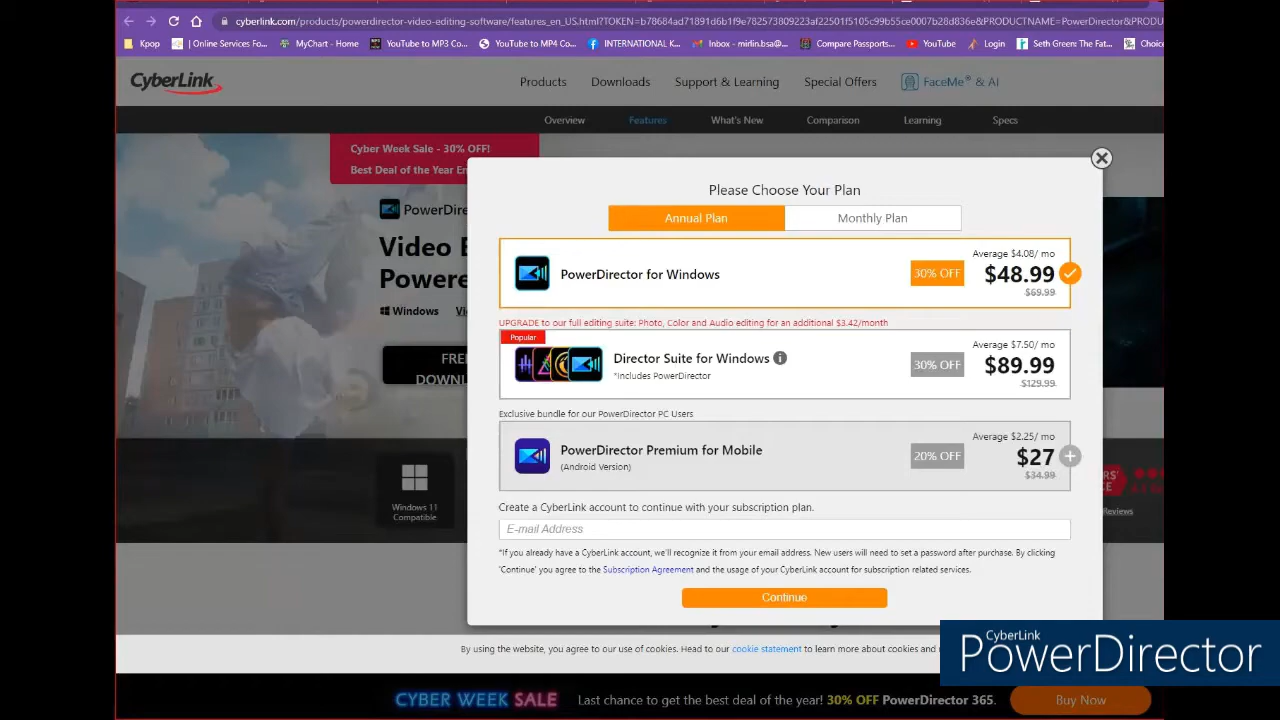 cyberlink.com/products/powerdirector-video-editing-software/features_en_US.html?TOKEN=b78684ad71891d6b1f9e782573809223af22501f5105c99b55ce0007b28d836e&PRODUCTNAME=PowerDirector&PRODU
Kpop | Online Services Fo... MyChart - Home YouTube to MP3 Co... YouTube to MP4 Co... INTERNATIONAL K... Inbox - mirlin.bsa@... Compare Passports... YouTube Login Seth Green: The Fat... Choice
CyberLink Products Downloads Support & Learning Special Offers FaceMe® & AI
Overview Features What's New Comparison Learning Specs
Cyber Week Sale - 30% OFF!
Best Deal of the Year En
PowerDire
Video E
Powere
Windows Vi
FREE
DOWNL
Windows 11
Compatible
Please Choose Your Plan
Annual Plan Monthly Plan
Average $4.08/ mo
PowerDirector for Windows 30% OFF $48.99
$69.99
UPGRADE to our full editing suite: Photo, Color and Audio editing for an additional $3.42/month
Popular
Average $7.50/ mo
Director Suite for Windows 30% OFF $89.99
*Includes PowerDirector
$129.99
Exclusive bundle for our PowerDirector PC Users
Average $2.25/ mo
PowerDirector Premium for Mobile 20% OFF $27
(Android Version)
$34.99
Create a CyberLink account to continue with your subscription plan.
E-mail Address
*If you already have a CyberLink account, we'll recognize it from your email address. New users will need to set a password after purchase. By clicking
'Continue' you agree to the Subscription Agreement and the usage of your CyberLink account for subscription related services.
Continue
Reviews
By using the website, you agree to our use of cookies. Head to our cookie statement to learn more about cookies and
CyberLink
PowerDirector
CYBER WEEK SALE Last chance to get the best deal of the year! 30% OFF PowerDirector 365. Buy Now